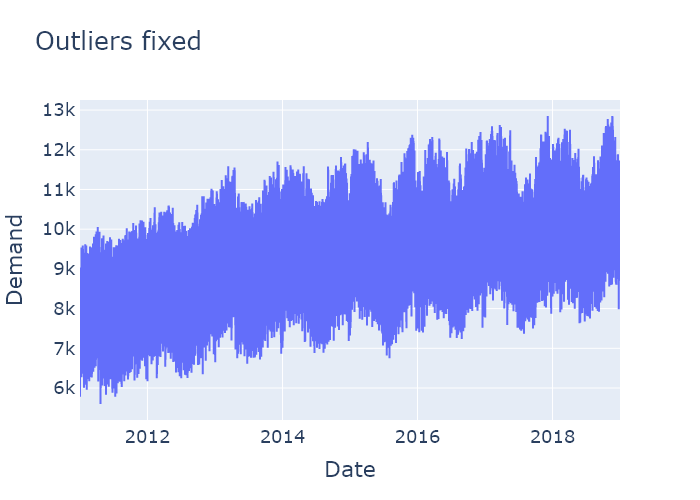 Outliers fixed
13k
12k
11k
10k
9k
8k
7k
6k
Demand
2012 2014 2016 2018
Date